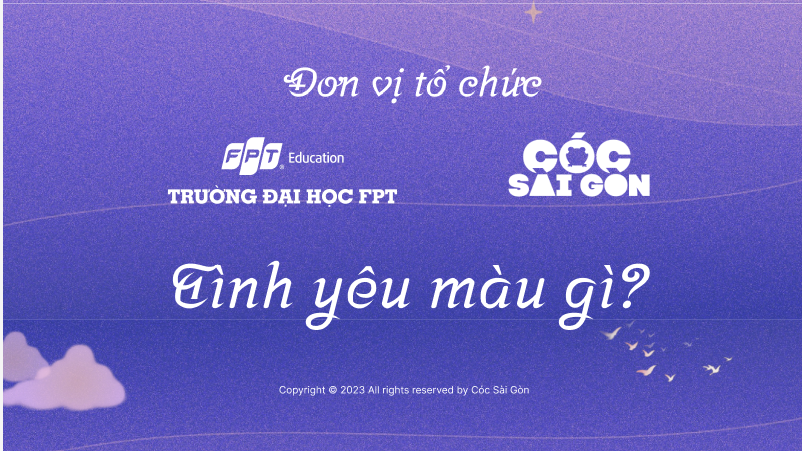 Đơn vị tổ chức
FPT Education
TRƯỜNG ĐẠI HỌC FPT
CÓC
SÀI GÒN
Tình yêu màu gì?
Copyright © 2023 All rights reserved by Cóc Sài Gòn